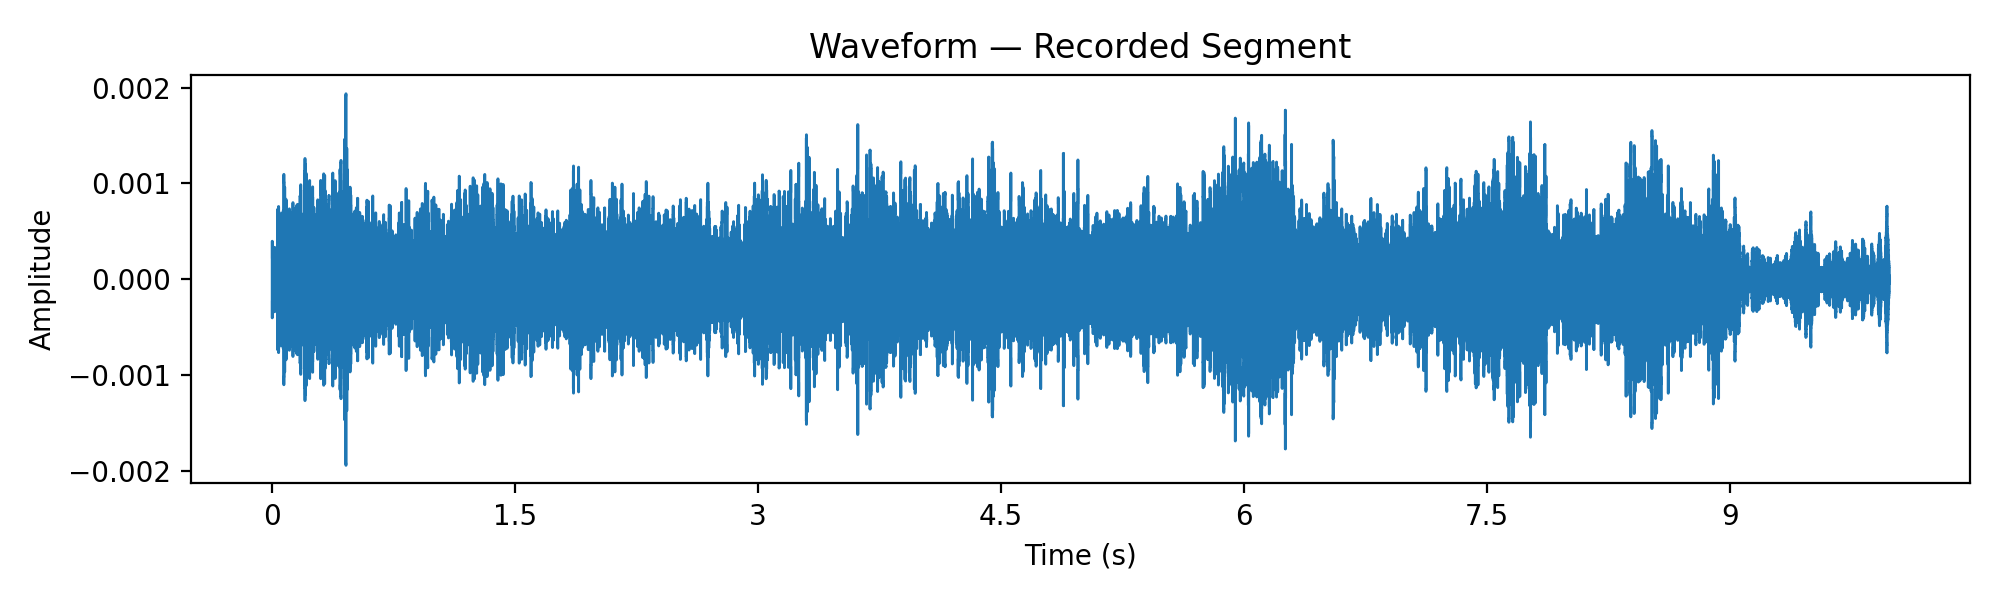 Waveform — Recorded Segment
0.002
0.001
0.000
−0.001
−0.002
Amplitude
0 1.5 3 4.5 6 7.5 9
Time (s)